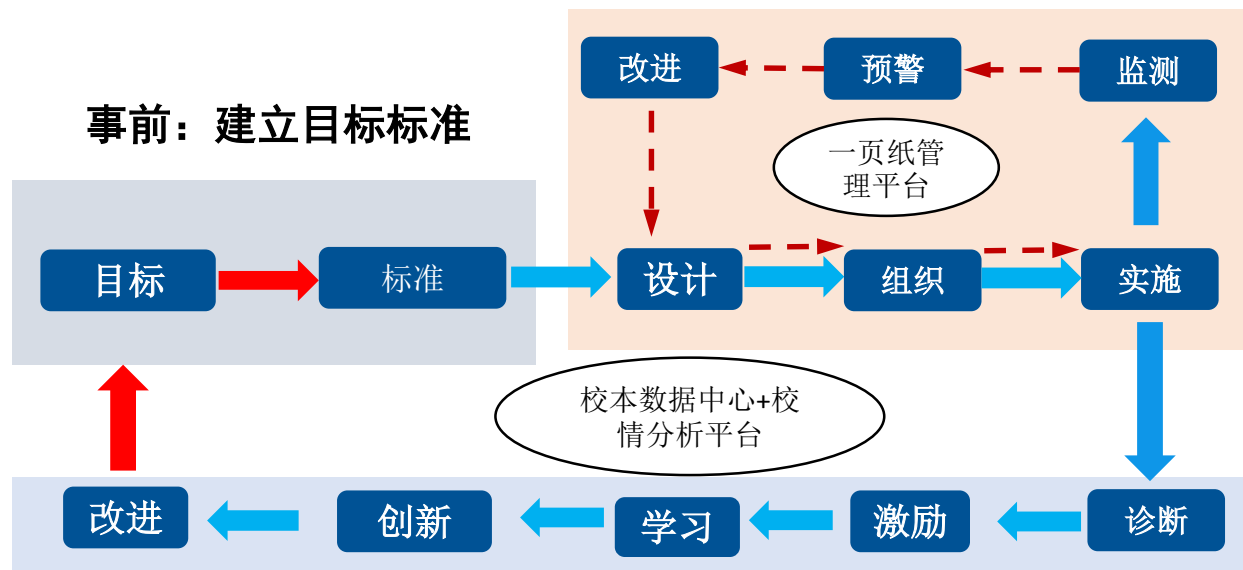 改进
预警
监测
事前：建立目标标准
一页纸管
理平台
目标
标准
设计
组织
实施
校本数据中心+校
情分析平台
改进
创新
学习
激励
诊断